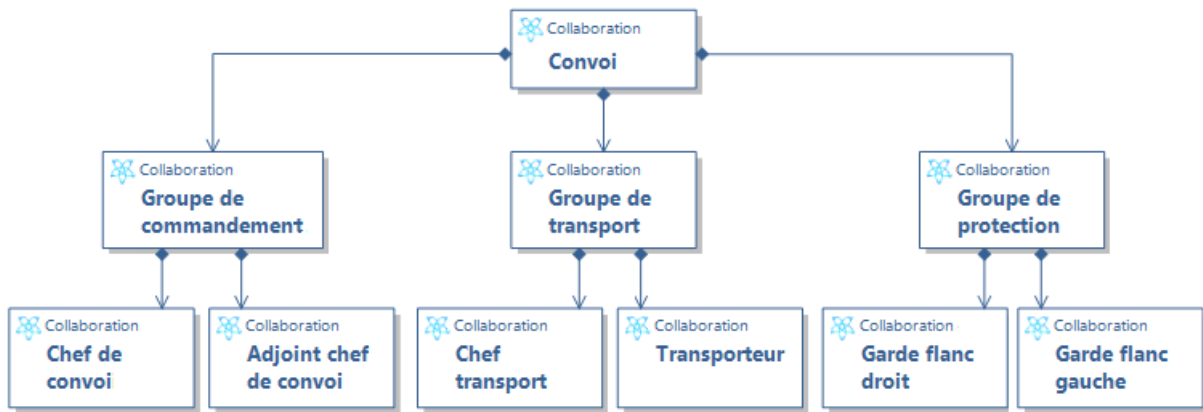 Collaboration
Convoi
Collaboration
Groupe de
commandement
Collaboration
Groupe de
transport
Collaboration
Groupe de
protection
Collaboration
Chef de
convoi
Collaboration
Adjoint chef
de convoi
Collaboration
Chef
transport
Collaboration
Transporteur
Collaboration
Garde flanc
droit
Collaboration
Garde flanc
gauche